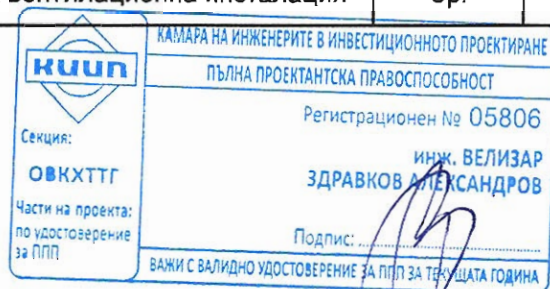 вентилационна инсталация бр.
КАМАРА НА ИНЖЕНЕРИТЕ В ИНВЕСТИЦИОННОТО ПРОЕКТИРАНЕ
КИИП
ПЪЛНА ПРОЕКТАНТСКА ПРАВОСПОСОБНОСТ
Регистрационен № 05806
Секция:
ОВКХТТГ
инж. ВЕЛИЗАР
ЗДРАВКОВ АЛЕКСАНДРОВ
Части на проекта:
по удостоверение
за ППП
Подпис:
ВАЖИ С ВАЛИДНО УДОСТОВЕРЕНИЕ ЗА ППП ЗА ТЕКУЩАТА ГОДИНА